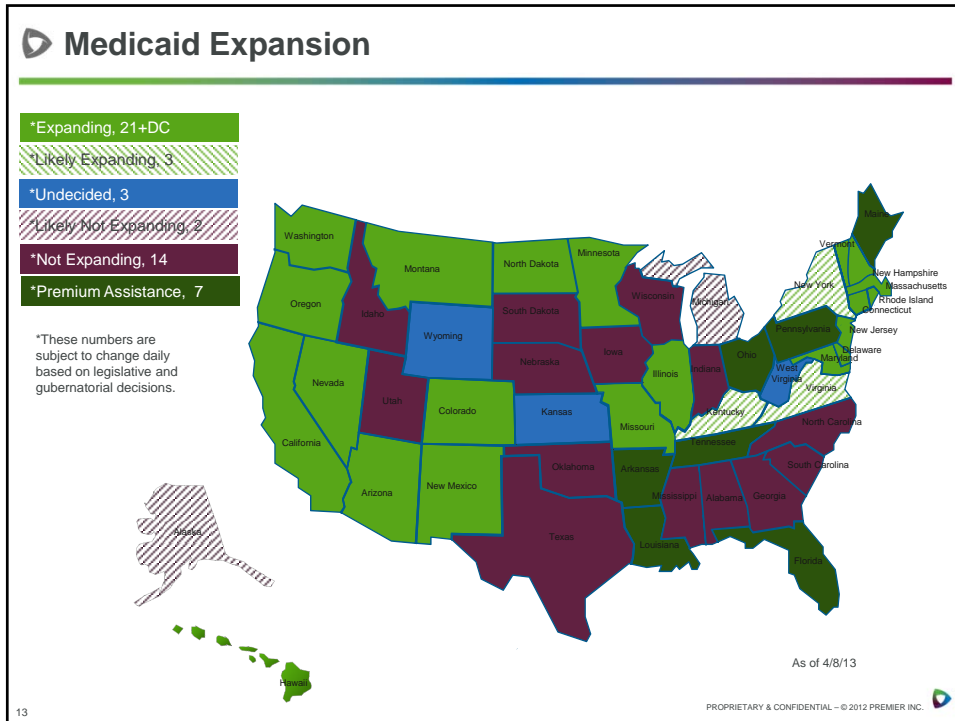 Medicaid Expansion
*Expanding, 21+DC
*Likely Expanding, 3
*Undecided, 3
*Likely Not Expanding, 2
*Not Expanding, 14
*Premium Assistance, 7
*These numbers are
subject to change daily
based on legislative and
gubernatorial decisions.
Washington
Oregon
California
Nevada
Idaho
Montana
Wyoming
Utah
Arizona
Colorado
New Mexico
North Dakota
South Dakota
Nebraska
Kansas
Oklahoma
Texas
Minnesota
Iowa
Missouri
Arkansas
Louisiana
Wisconsin
Illinois
Michigan
Indiana
Ohio
Kentucky
Tennessee
Mississippi
Alabama
Georgia
Florida
South Carolina
North Carolina
Virginia
West
Virginia
Pennsylvania
New York
Maine
Vermont
New Hampshire
Massachusetts
Rhode Island
Connecticut
New Jersey
Delaware
Maryland
Alaska
Hawaii
As of 4/8/13
13
PROPRIETARY & CONFIDENTIAL – © 2012 PREMIER INC.